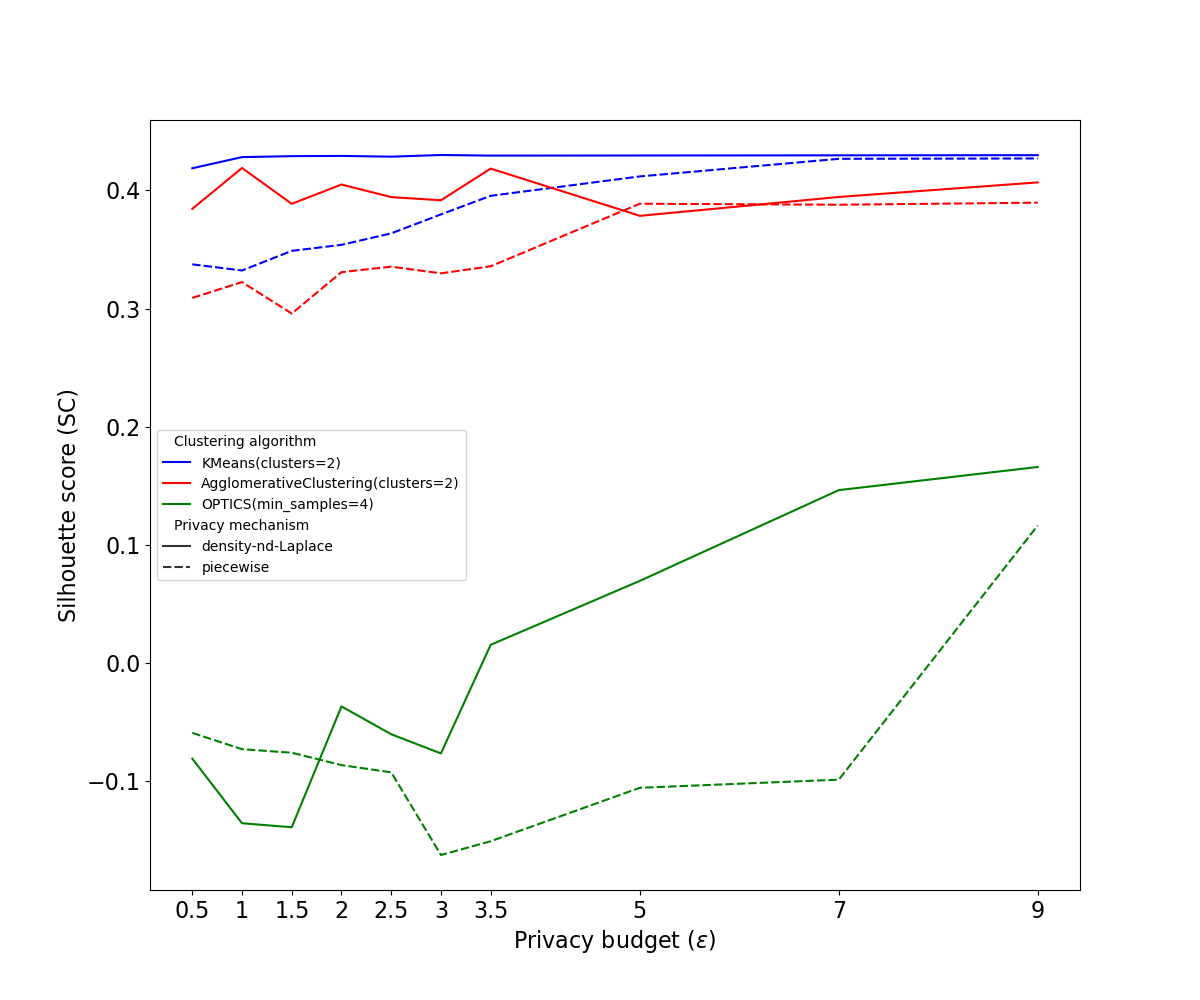 0.4
0.3
0.2
0.1
0.0
−0.1
Silhouette score (SC)
Clustering algorithm
KMeans(clusters=2)
AgglomerativeClustering(clusters=2)
OPTICS(min_samples=4)
Privacy mechanism
density-nd-Laplace
piecewise
0.5 1 1.5 2 2.5 3 3.5 5 7 9
Privacy budget (ε)